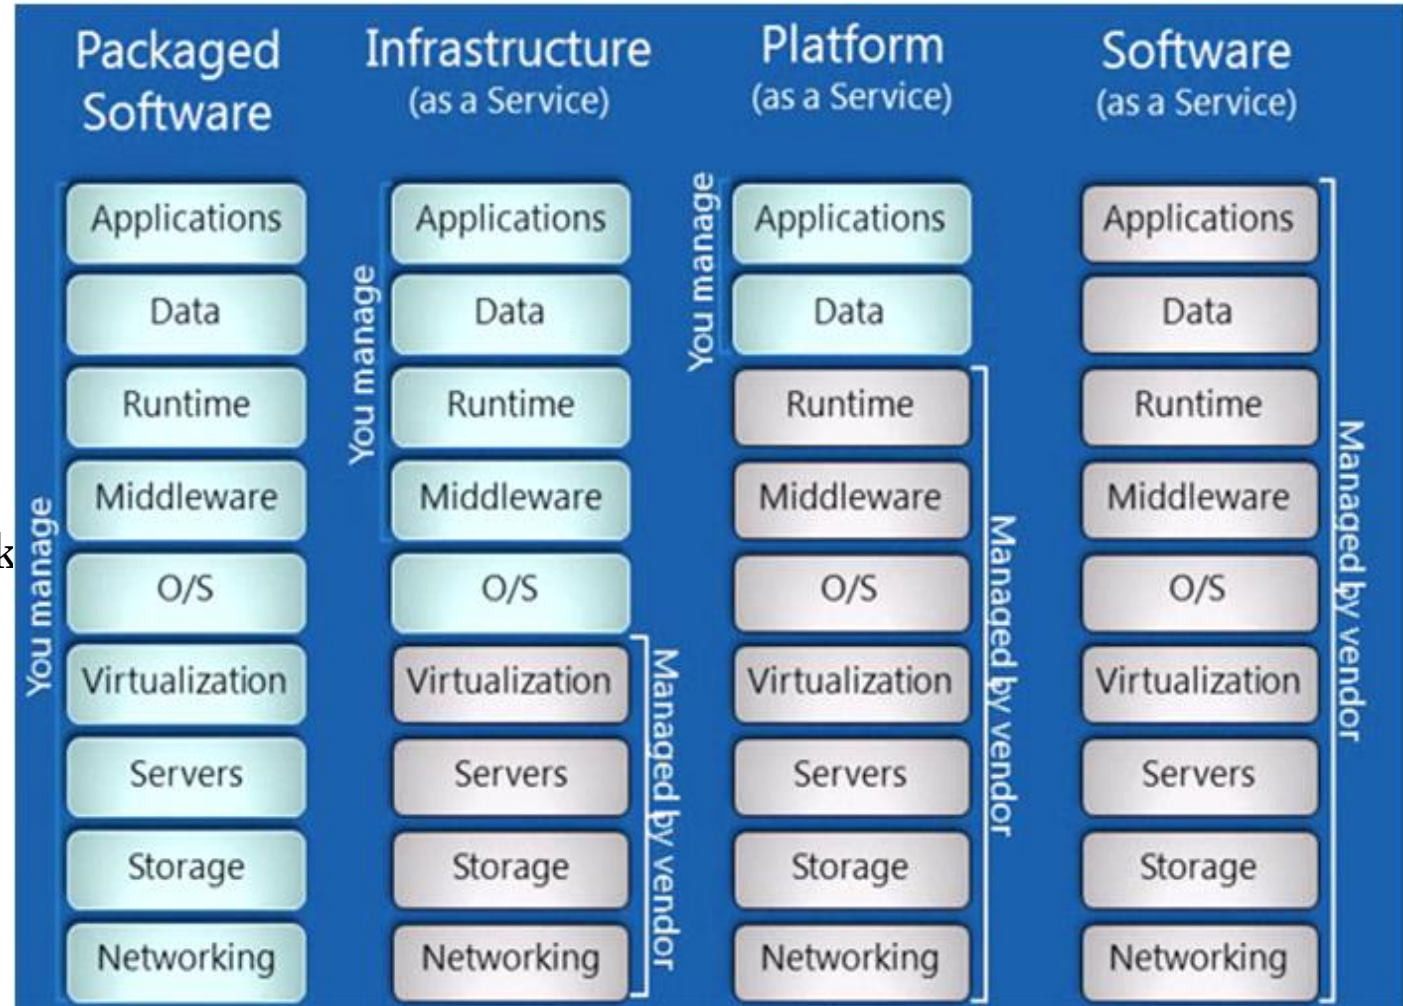 Packaged
Software
You manage
Applications
Data
Runtime
Middleware
O/S
Virtualization
Servers
Storage
Networking
Infrastructure
(as a Service)
You manage
Applications
Data
Runtime
Middleware
O/S
Virtualization
Servers
Storage
Networking
Managed by vendor
Platform
(as a Service)
You manage
Applications
Data
Runtime
Middleware
O/S
Virtualization
Servers
Storage
Networking
Managed by vendor
Software
(as a Service)
Applications
Data
Runtime
Middleware
O/S
Virtualization
Servers
Storage
Networking
Managed by vendor
k